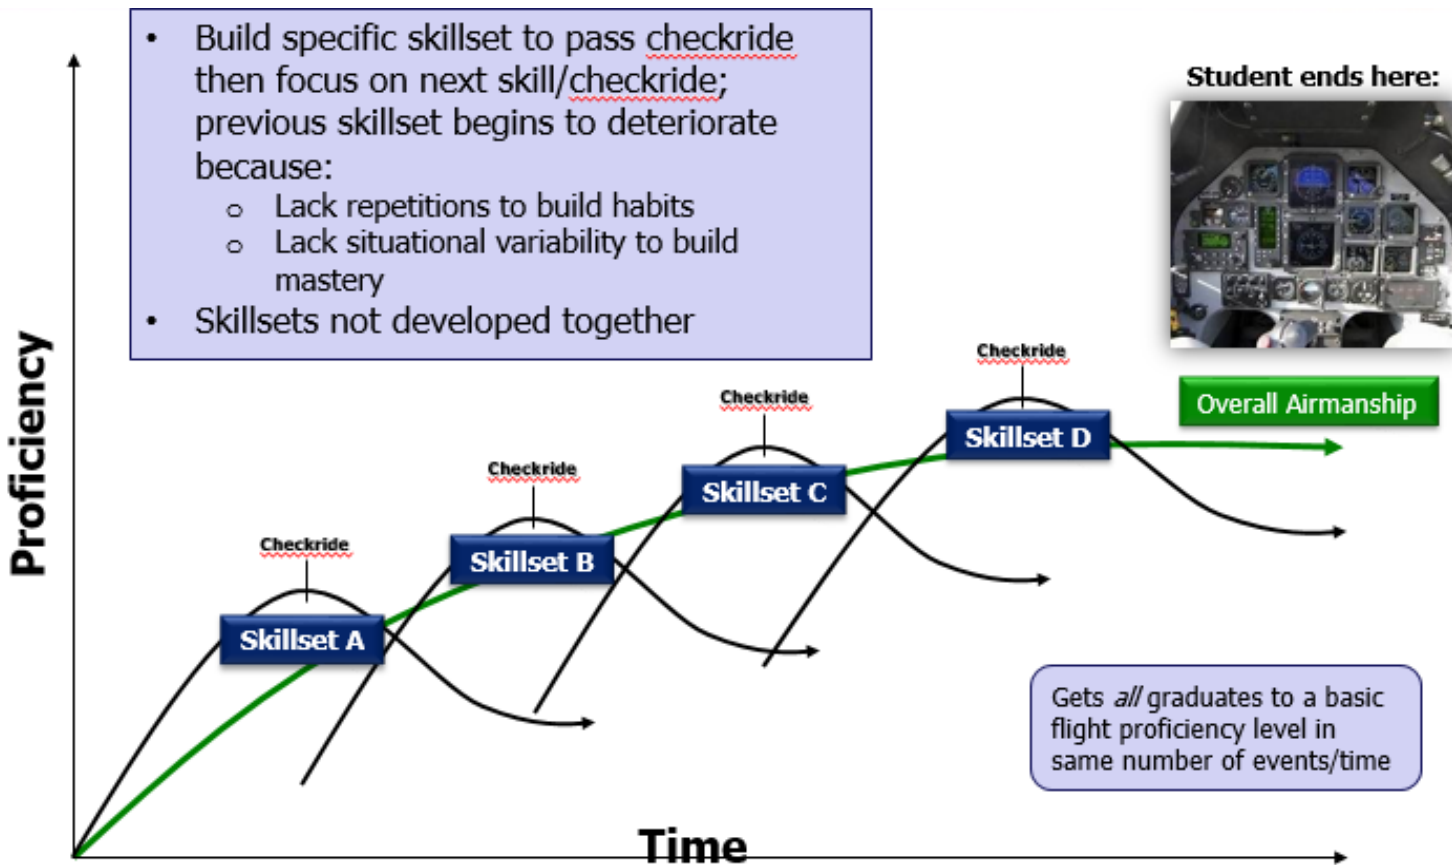 • Build specific skillset to pass checkride
then focus on next skill/checkride;
previous skillset begins to deteriorate
because:
o Lack repetitions to build habits
o Lack situational variability to build
mastery
• Skillsets not developed together
Student ends here:
Overall Airmanship
Checkride
Skillset D
Checkride
Skillset C
Checkride
Skillset B
Checkride
Skillset A
Gets all graduates to a basic
flight proficiency level in
same number of events/time
Proficiency
Time